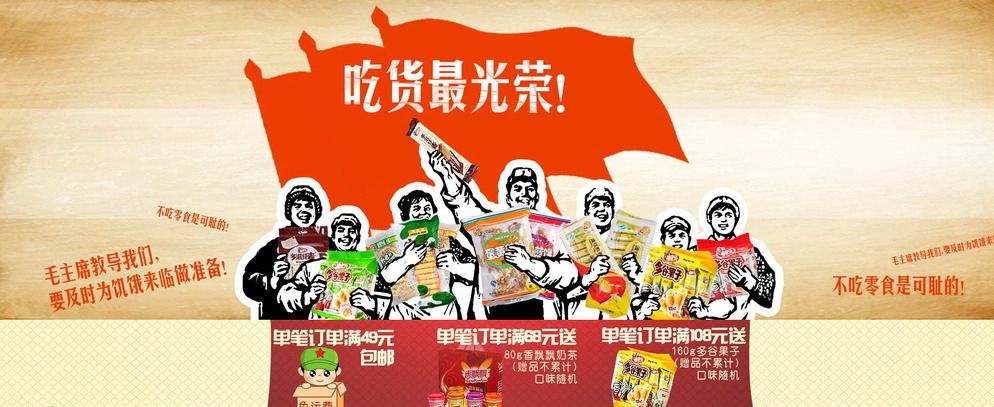 吃货最光荣!
不吃零食是可耻的!
毛主席教导我们,
要及时为饥饿来临做准备!
毛主席教导我们,要及时为饥饿来
不吃零食是可耻的!
多谷籽
多谷籽
单笔订单满49元
包邮
免运费
单笔订单满68元送
80g香飘飘奶茶
(赠品不累计)
口味随机
单笔订单满108元送
160g多谷果子
(赠品不累计)
口味随机